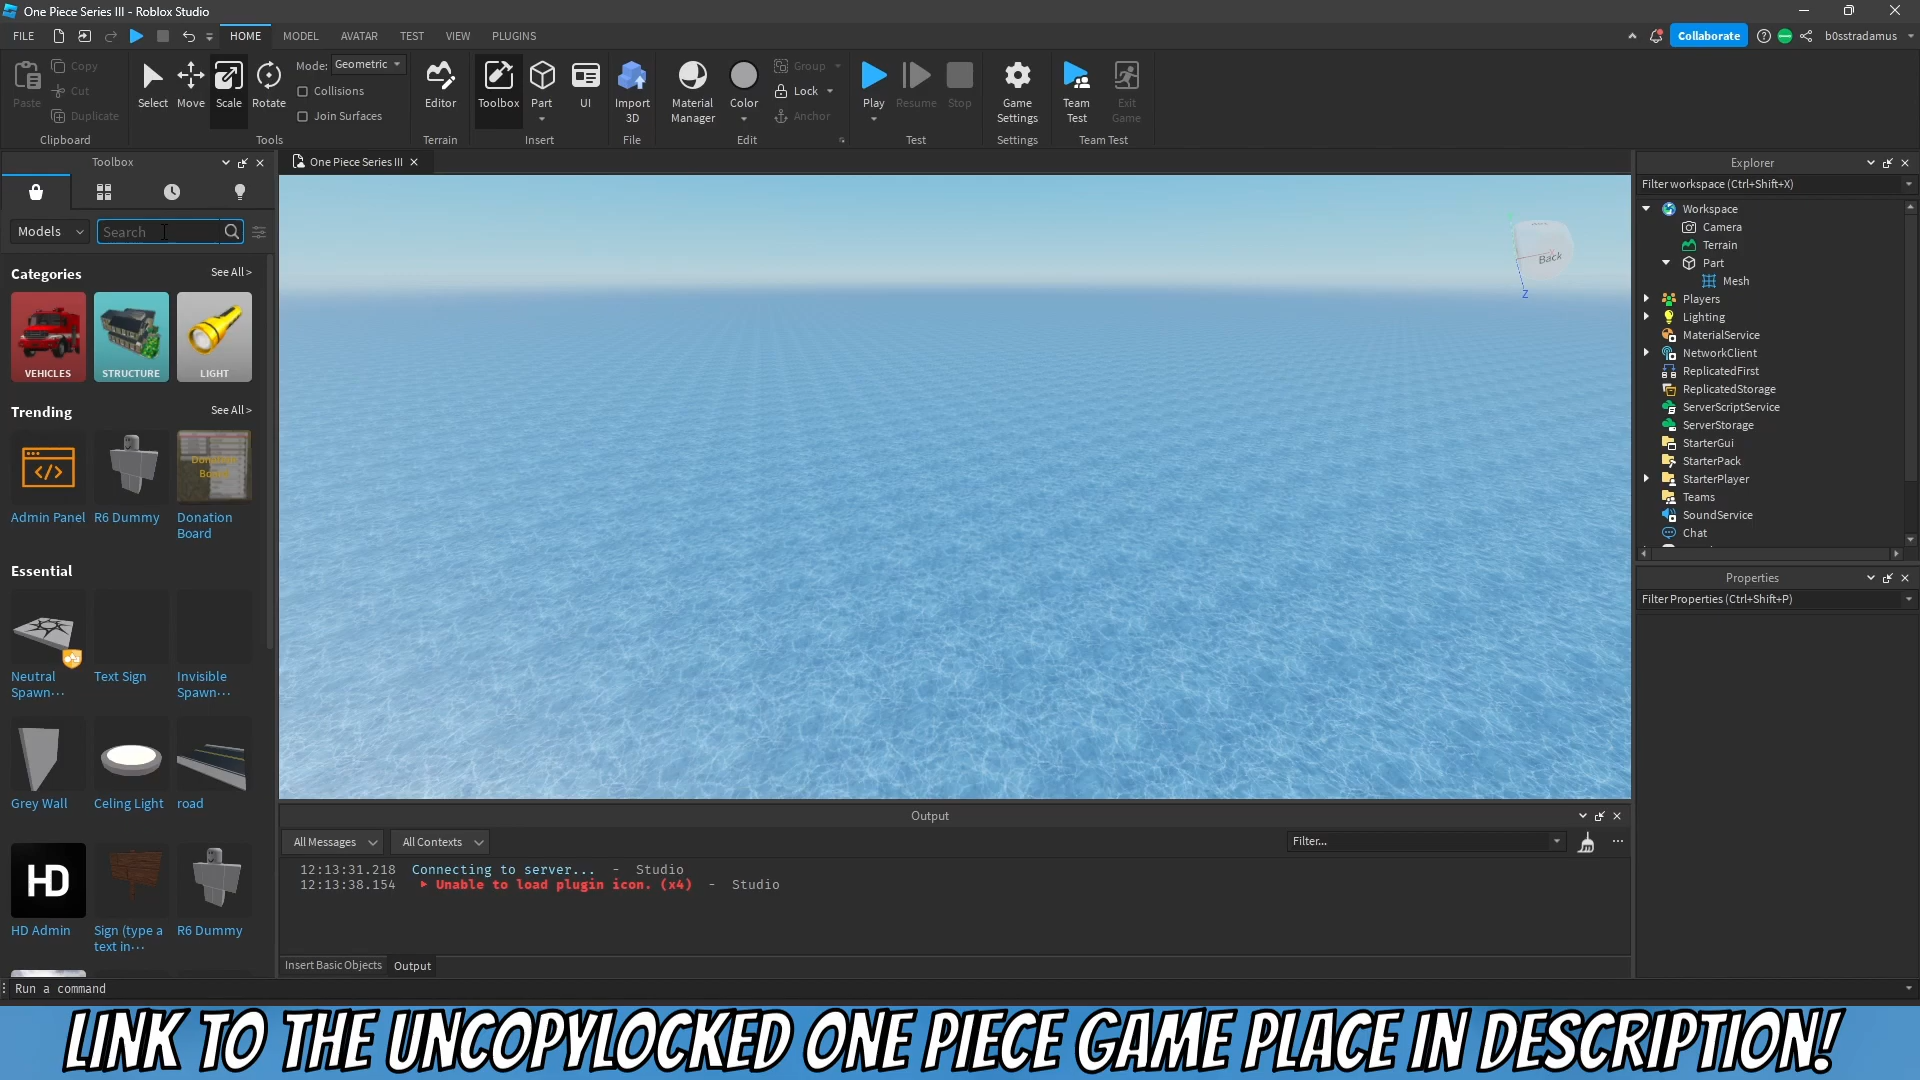 One Piece Series III - Roblox Studio
FILE HOME MODEL AVATAR TEST VIEW PLUGINS Collaborate b0sstradamus
Paste Copy Cut Duplicate Clipboard
Select Move Scale Rotate Mode: Geometric Collisions Join Surfaces Tools
Editor Terrain
Toolbox Part UI Insert
Import 3D File
Material Manager Color Group Lock Anchor Edit
Play Resume Stop Test
Game Settings Settings
Team Test Exit Game Team Test
Toolbox
Models Search
Categories See All >
VEHICLES STRUCTURE LIGHT
Trending See All >
Admin Panel R6 Dummy Donation Board
Essential
Neutral Spawn... Text Sign Invisible Spawn...
Grey Wall Celing Light road
HD
HD Admin Sign (type a text in... R6 Dummy
One Piece Series III
Back
Z
Output
All Messages All Contexts Filter...
12:13:31.218 Connecting to server... - Studio
12:13:38.154 Unable to load plugin icon. (x4) - Studio
Insert Basic Objects Output
Explorer
Filter workspace (Ctrl+Shift+X)
Workspace
Camera
Terrain
Part
Mesh
Players
Lighting
MaterialService
NetworkClient
ReplicatedFirst
ReplicatedStorage
ServerScriptService
ServerStorage
StarterGui
StarterPack
StarterPlayer
Teams
SoundService
Chat
Properties
Filter Properties (Ctrl+Shift+P)
Run a command
LINK TO THE UNCOPYLOCKED ONE PIECE GAME PLACE IN DESCRIPTION!